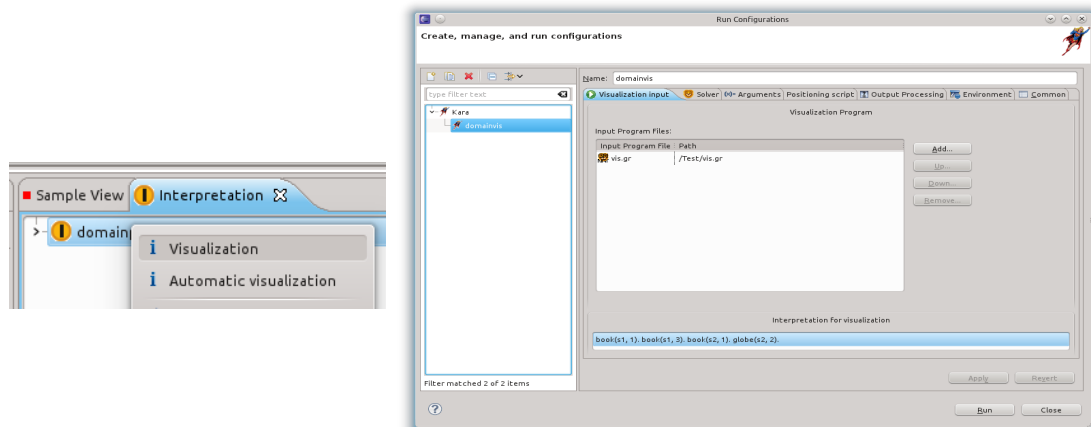 Sample View
Interpretation
domain
Visualization
Automatic visualization
Run Configurations
Create, manage, and run configurations
type filter text
Kara
domainvis
Filter matched 2 of 2 items
Name: domainvis
Visualization input Solver (x)= Arguments Positioning script Output Processing Environment Common
Visualization Program
Input Program Files:
Input Program File Path
vis.gr /Test/vis.gr
Add...
Up...
Down...
Remove...
Interpretation for visualization
book(s1, 1). book(s1, 3). book(s2, 1). globe(s2, 2).
Apply Revert
? Run Close